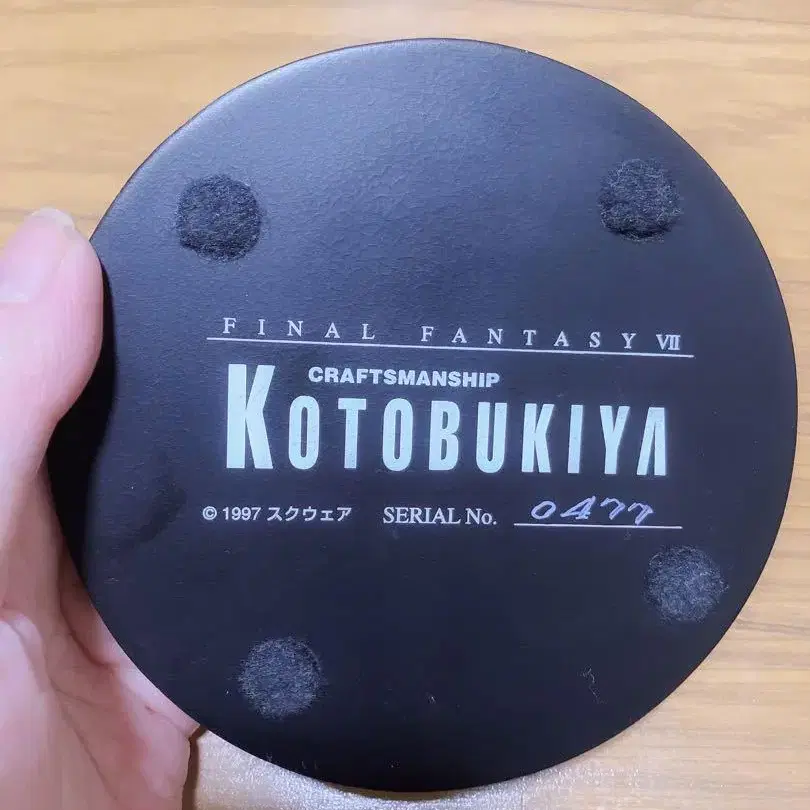 FINAL FANTASY VII
CRAFTSMANSHIP
KOTOBUKIYA
© 1997 スクウェア SERIAL No. 0477